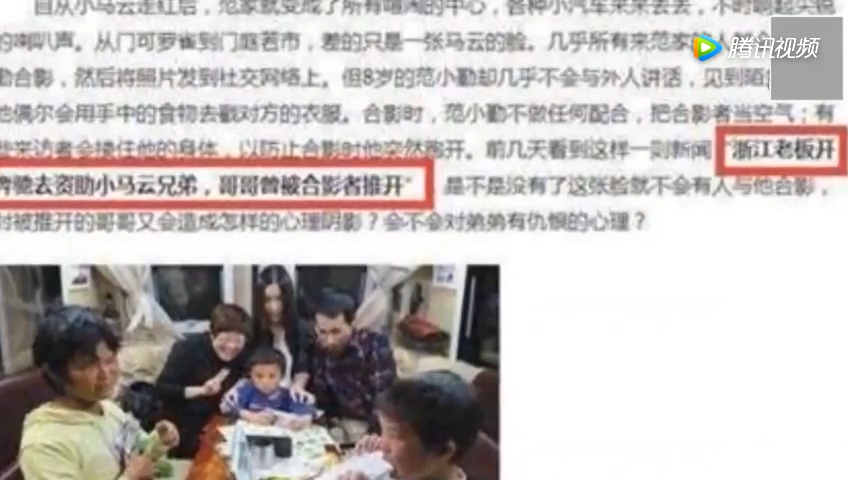 自从小马云走红后，范家就变成了所有喧闹的中心，各种小汽车来来去去，不时响起尖锐
的喇叭声。从门可罗雀到门庭若市，差的只是一张马云的脸。几乎所有来范家的人
腾讯视频
勤合影，然后将照片发到社交网络上。但8岁的范小勤却几乎不会与外人讲话，见到陌
他偶尔会用手中的食物去戳对方的衣服。合影时，范小勤不做任何配合，把合影者当空气；有
些来访者会搂住他的身体，以防止合影时他突然跑开。前几天看到这样一则新闻“浙江老板开
奔驰去资助小马云兄弟，哥哥曾被合影者推开”是不是没有了这张脸就不会有人与他合影，
时被推开的哥哥又会造成怎样的心理阴影？会不会对弟弟有仇恨的心理？